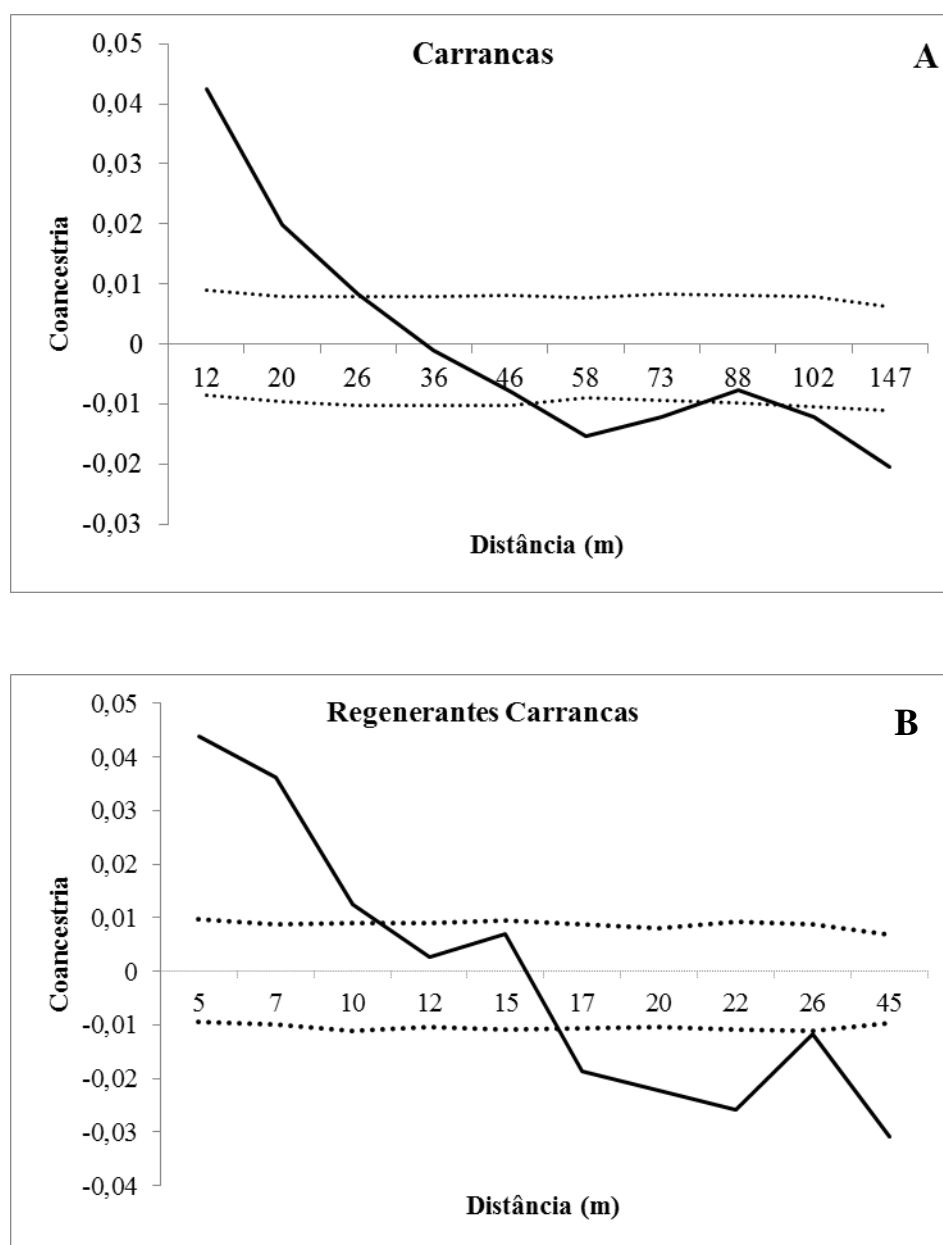 Carrancas
A
0,05
0,04
0,03
0,02
0,01
0
-0,01
-0,02
-0,03
Coancestria
12 20 26 36 46 58 73 88 102 147
Distância (m)
Regenerantes Carrancas
B
0,05
0,04
0,03
0,02
0,01
0
-0,01
-0,02
-0,03
-0,04
Coancestria
5 7 10 12 15 17 20 22 26 45
Distância (m)